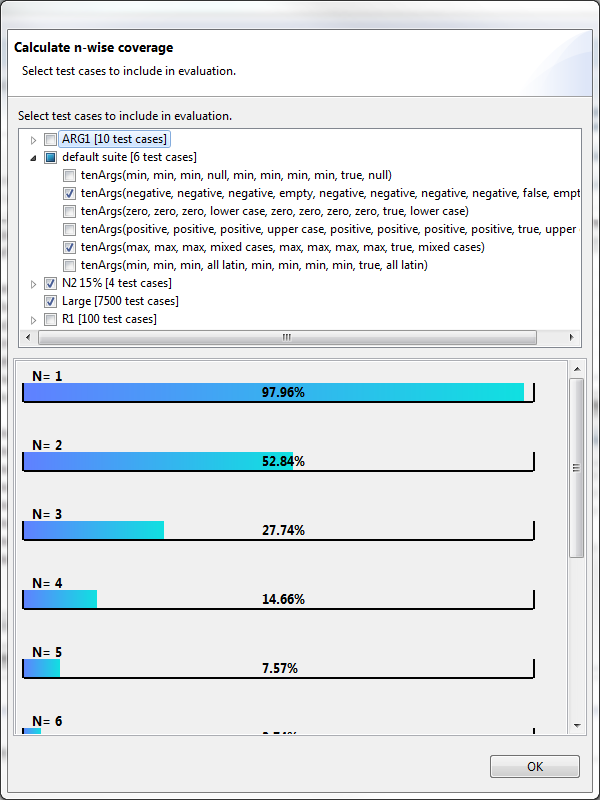 Calculate n-wise coverage
Select test cases to include in evaluation.
Select test cases to include in evaluation.
ARG1 [10 test cases]
default suite [6 test cases]
tenArgs(min, min, min, null, min, min, min, min, true, null)
tenArgs(negative, negative, negative, empty, negative, negative, negative, negative, false, empt
tenArgs(zero, zero, zero, lower case, zero, zero, zero, zero, true, lower case)
tenArgs(positive, positive, positive, upper case, positive, positive, positive, positive, true, upper
tenArgs(max, max, max, mixed cases, max, max, max, max, true, mixed cases)
tenArgs(min, min, min, all latin, min, min, min, min, true, all latin)
N2 15% [4 test cases]
Large [7500 test cases]
R1 [100 test cases]
N= 1
97.96%
N= 2
52.84%
N= 3
27.74%
N= 4
14.66%
N= 5
7.57%
N= 6
OK